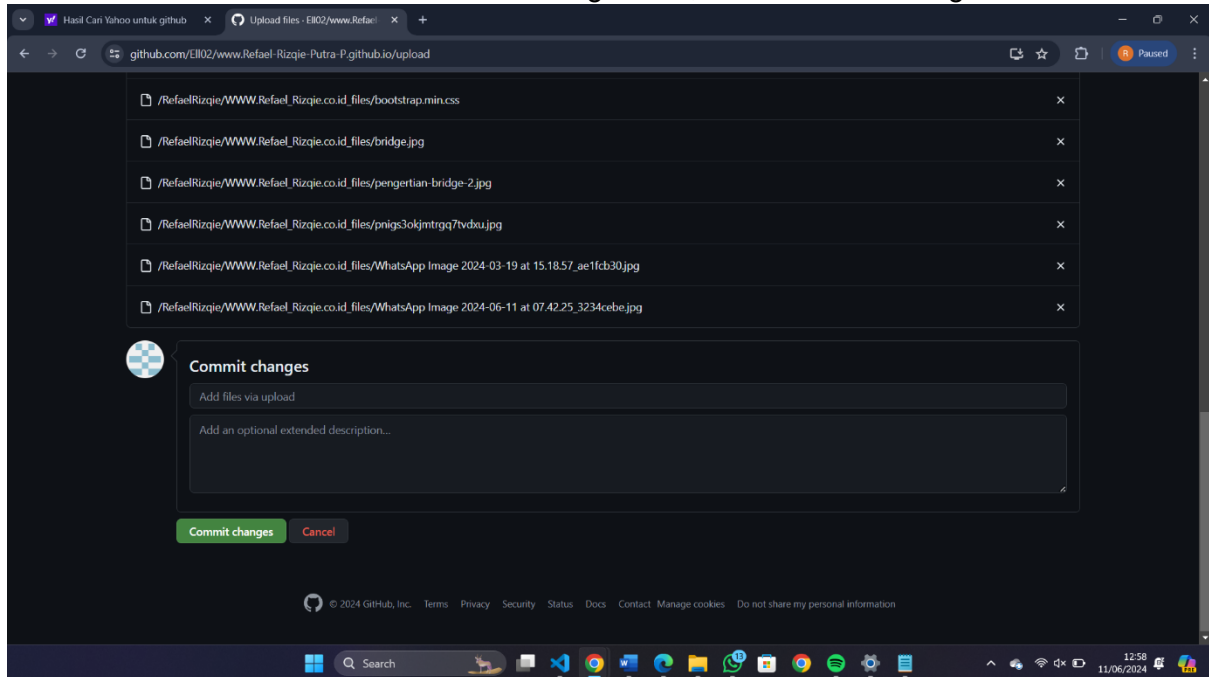 Hasil Cari Yahoo untuk github
Upload files · Ell02/www.Refael
github.com/Ell02/www.Refael-Rizqie-Putra-P.github.io/upload
R
Paused
/RefaelRizqie/WWW.Refael_Rizqie.co.id_files/bootstrap.min.css
/RefaelRizqie/WWW.Refael_Rizqie.co.id_files/bridge.jpg
/RefaelRizqie/WWW.Refael_Rizqie.co.id_files/pengertian-bridge-2.jpg
/RefaelRizqie/WWW.Refael_Rizqie.co.id_files/pnigs3okjmtrgq7tvdxu.jpg
/RefaelRizqie/WWW.Refael_Rizqie.co.id_files/WhatsApp Image 2024-03-19 at 15.18.57_ae1fcb30.jpg
/RefaelRizqie/WWW.Refael_Rizqie.co.id_files/WhatsApp Image 2024-06-11 at 07.42.25_3234cebe.jpg
Commit changes
Add files via upload
Add an optional extended description...
Commit changes
Cancel
© 2024 GitHub, Inc. Terms Privacy Security Status Docs Contact Manage cookies Do not share my personal information
Search
13
12:58
11/06/2024